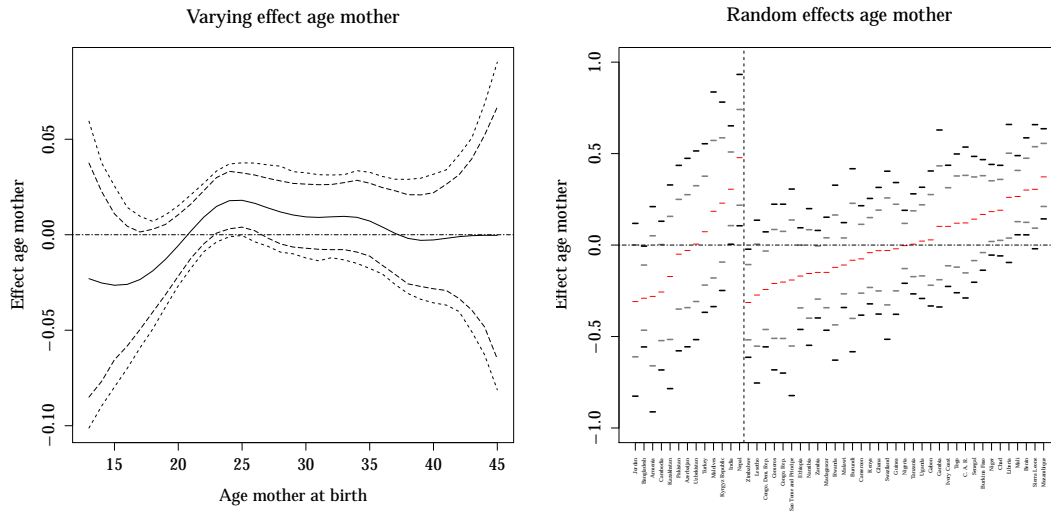 Varying effect age mother
Effect age mother
0.05
0.00
−0.05
−0.10
15
20
25
30
35
40
45
Age mother at birth
Random effects age mother
Effect age mother
1.0
0.5
0.0
−0.5
−1.0
Jordan
Bangladesh
Armenia
Cambodia
Kazakhstan
Pakistan
Azerbaijan
Uzbekistan
Turkey
Maldives
Kyrgyz Republic
India
Nepal
Zimbabwe
Lesotho
Congo, Dem. Rep.
Comoros
Congo, Rep.
Sao Tome and Principe
Ethiopia
Namibia
Zambia
Madagascar
Rwanda
Malawi
Burundi
Cameroon
Kenya
Ghana
Swaziland
Guinea
Nigeria
Tanzania
Uganda
Gabon
Gambia
Ivory Coast
Togo
C. A. R.
Senegal
Burkina Faso
Niger
Chad
Liberia
Mali
Benin
Sierra Leone
Mozambique